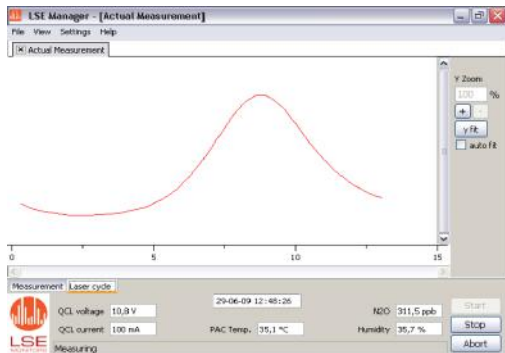 LSE Manager - [Actual Measurement]
File View Settings Help
Actual Measurement
Y Zoom:
100 %
+ -
y fit
auto fit
0 5 10 15
Measurement Laser cycle
29-06-09 12:46:26
QCL voltage 10,8 V
N2O 311,5 ppb
Start
QCL current 100 mA
PAC Temp. 35,1 °C
Humidity 35,7 %
Stop
LSE
MONITORS
Measuring
Abort